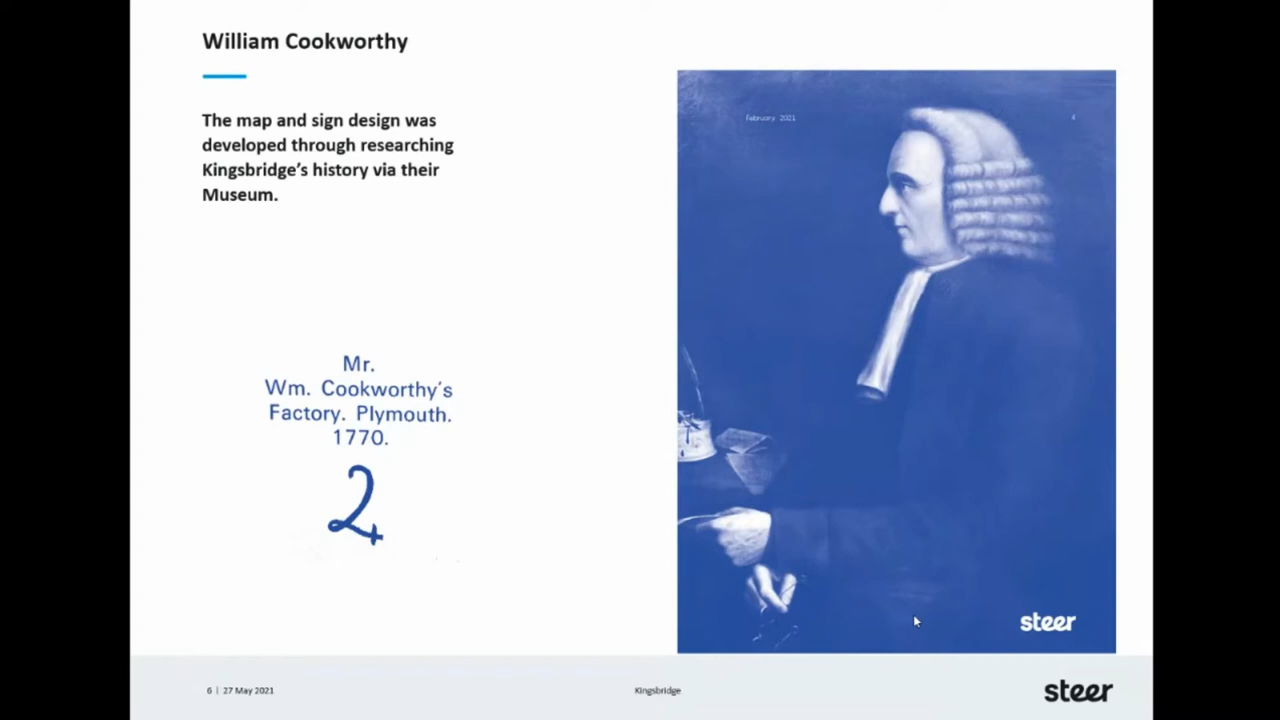 William Cookworthy
The map and sign design was
developed through researching
Kingsbridge's history via their
Museum.
Mr.
Wm. Cookworthy's
Factory. Plymouth.
1770.
February 2021
4
steer
6 | 27 May 2021
Kingsbridge
steer